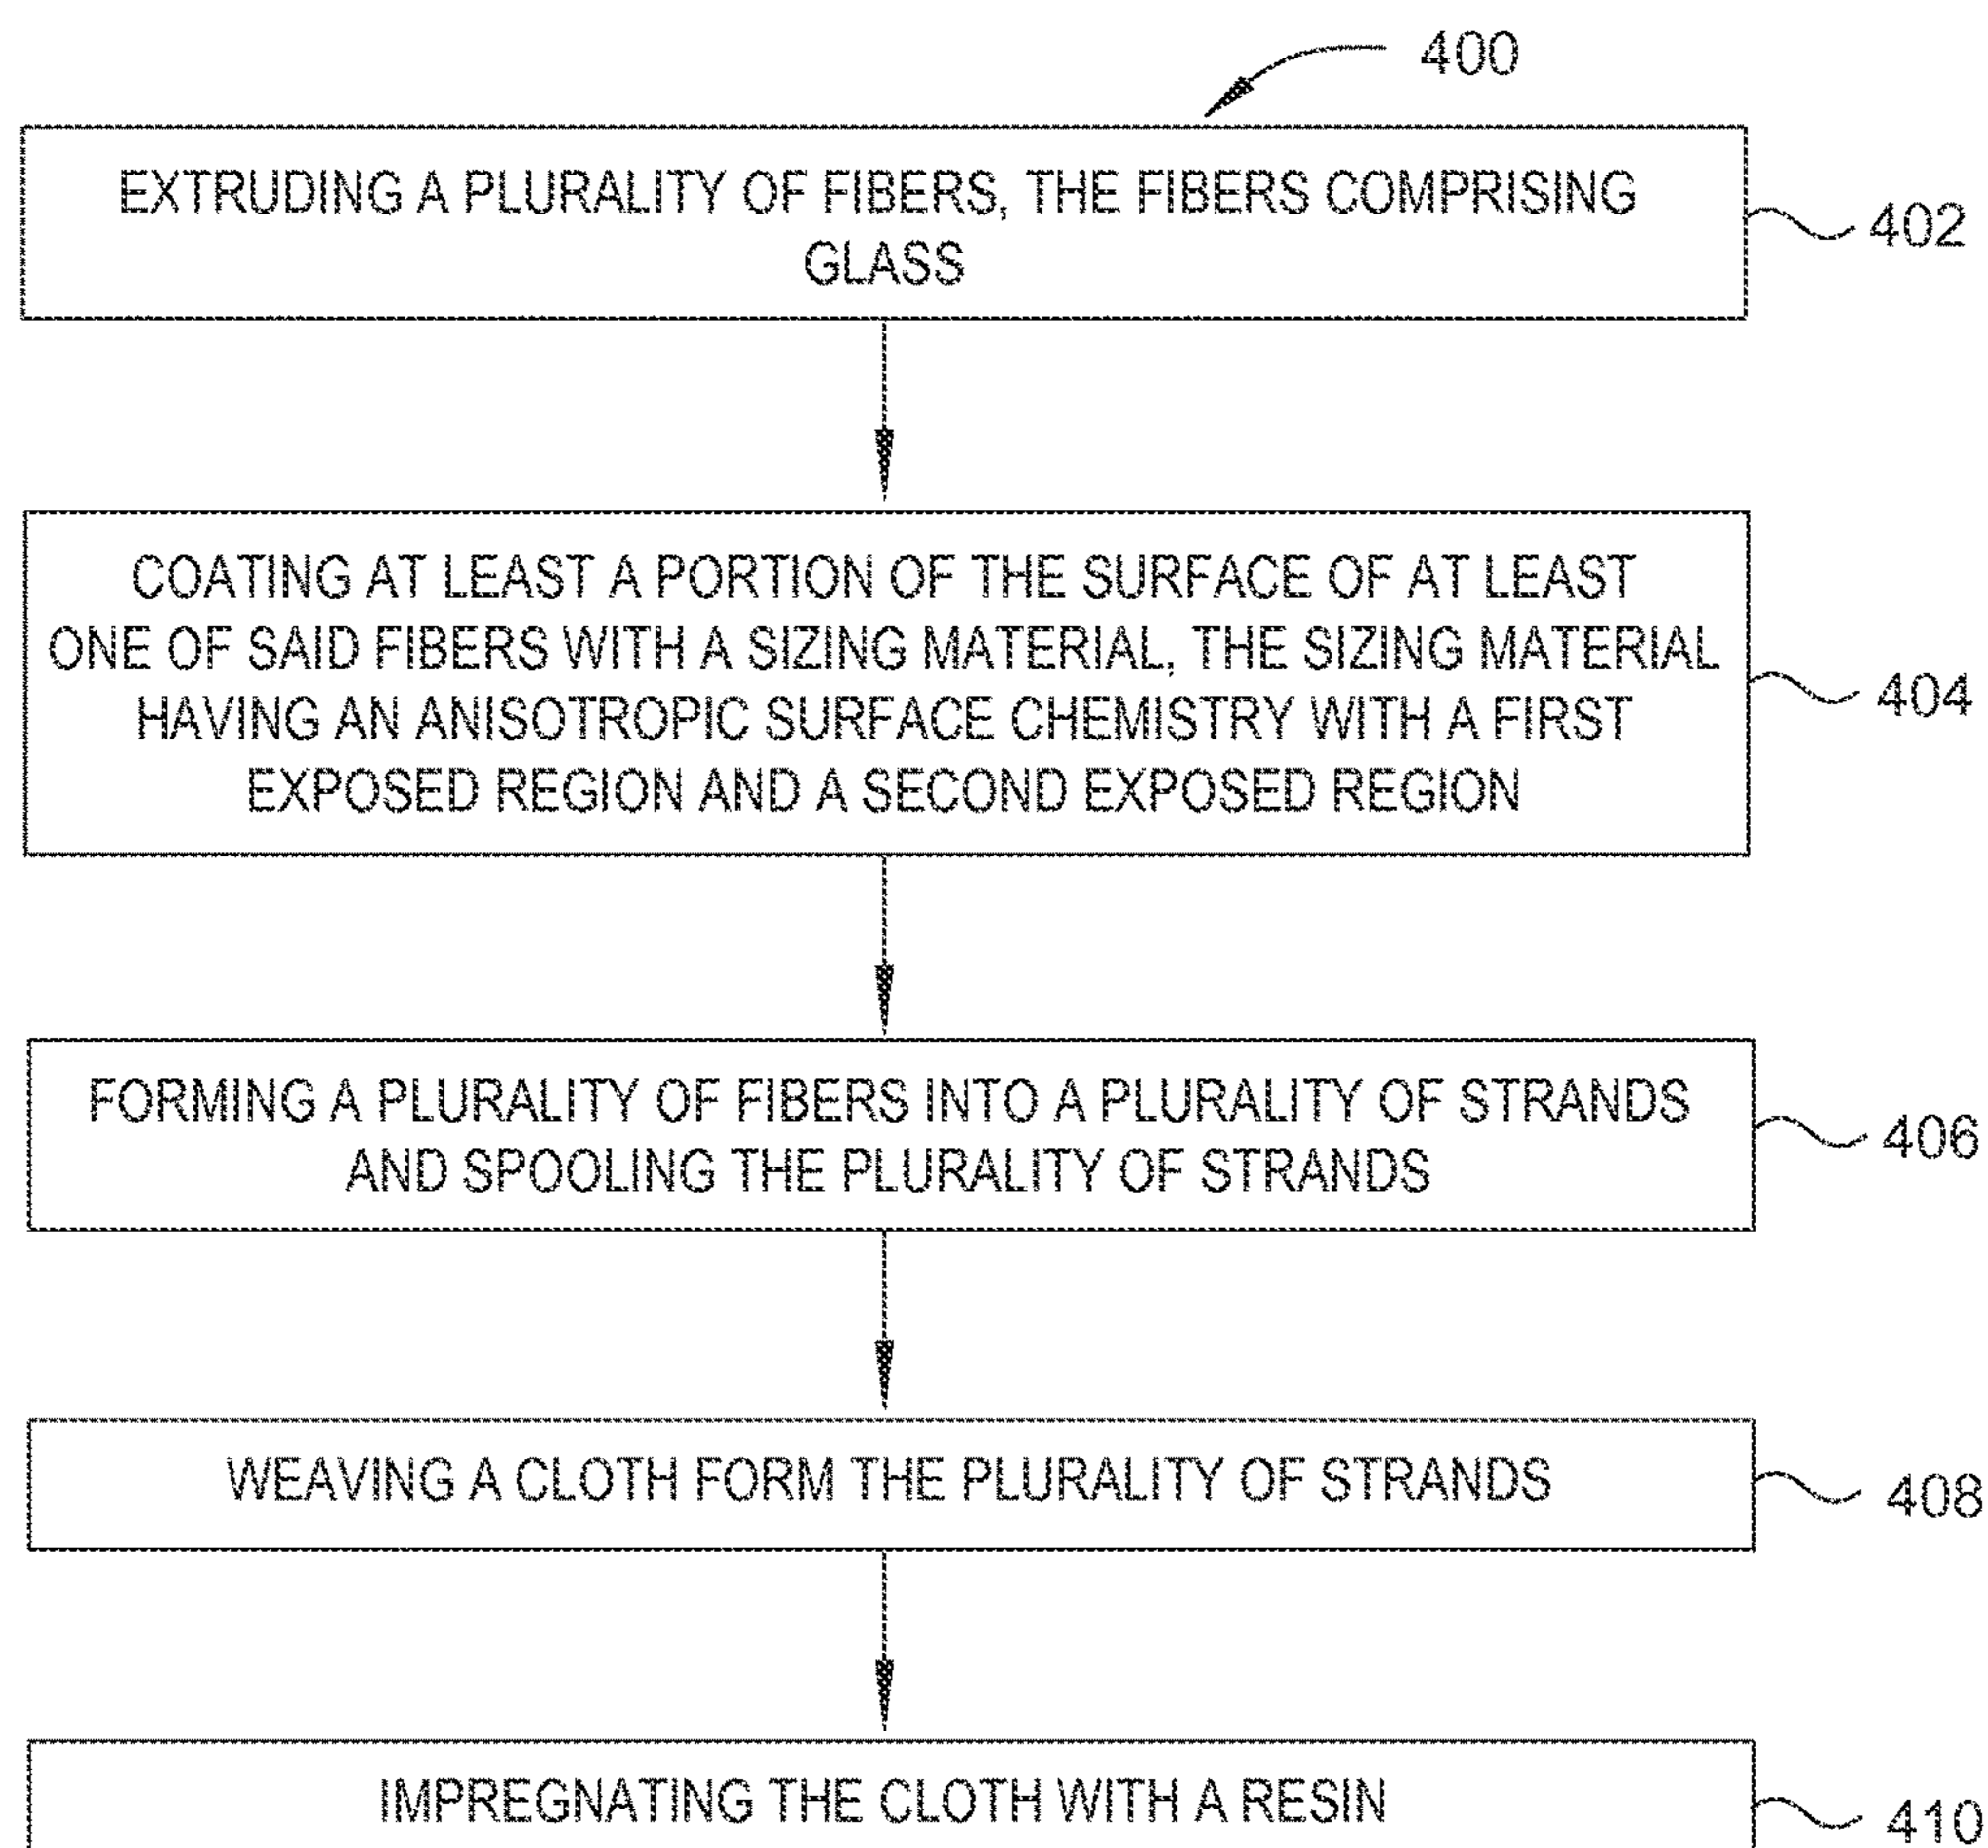 400
EXTRUDING A PLURALITY OF FIBERS, THE FIBERS COMPRISING
GLASS
402
COATING AT LEAST A PORTION OF THE SURFACE OF AT LEAST
ONE OF SAID FIBERS WITH A SIZING MATERIAL, THE SIZING MATERIAL
HAVING AN ANISOTROPIC SURFACE CHEMISTRY WITH A FIRST
EXPOSED REGION AND A SECOND EXPOSED REGION
404
FORMING A PLURALITY OF FIBERS INTO A PLURALITY OF STRANDS
AND SPOOLING THE PLURALITY OF STRANDS
406
WEAVING A CLOTH FORM THE PLURALITY OF STRANDS
408
IMPREGNATING THE CLOTH WITH A RESIN
410